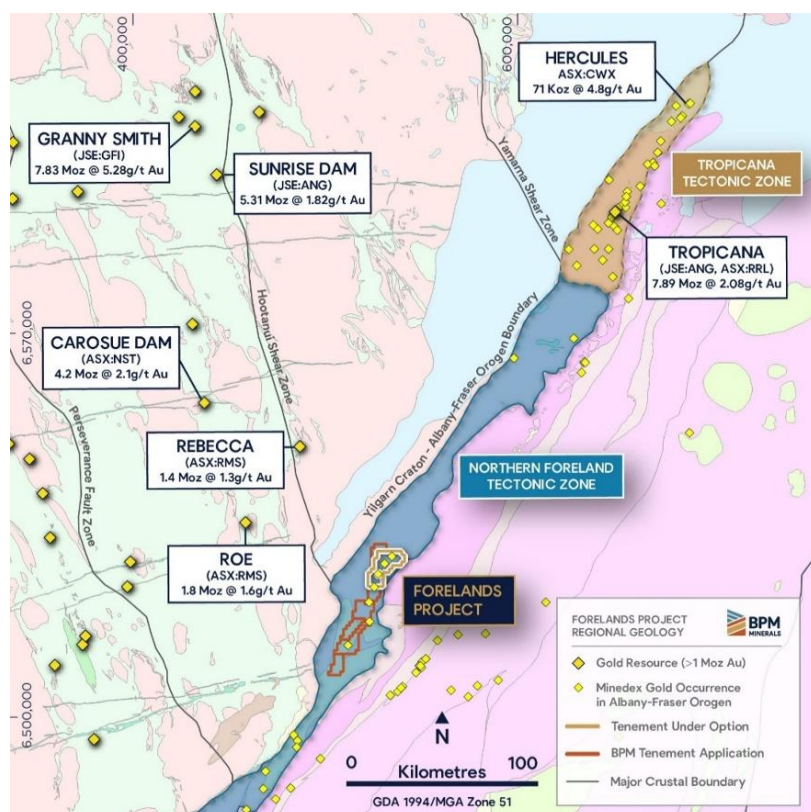 400,000
600,000
HERCULES
ASX:CWX
71 Koz @ 4.8g/t Au
GRANNY SMITH
(JSE:GFI)
7.83 Moz @ 5.28g/t Au
SUNRISE DAM
(JSE:ANG)
5.31 Moz @ 1.82g/t Au
Yamarna Shear Zone
TROPICANA
TECTONIC ZONE
TROPICANA
(JSE:ANG, ASX:RRL)
7.89 Moz @ 2.08g/t Au
Hootanui Shear Zone
6,570,000
CAROSUE DAM
(ASX:NST)
4.2 Moz @ 2.1g/t Au
Yilgarn Craton - Albany-Fraser Orogen Boundary
Perseverance Fault Zone
REBECCA
(ASX:RMS)
1.4 Moz @ 1.3g/t Au
NORTHERN FORELAND
TECTONIC ZONE
ROE
(ASX:RMS)
1.8 Moz @ 1.6g/t Au
FORELANDS
PROJECT
6,500,000
N
0 100
Kilometres
GDA 1994/MGA Zone 51
FORELANDS PROJECT
REGIONAL GEOLOGY
BPM
MINERALS
Gold Resource (>1 Moz Au)
Minedex Gold Occurrence
in Albany-Fraser Orogen
Tenement Under Option
BPM Tenement Application
Major Crustal Boundary